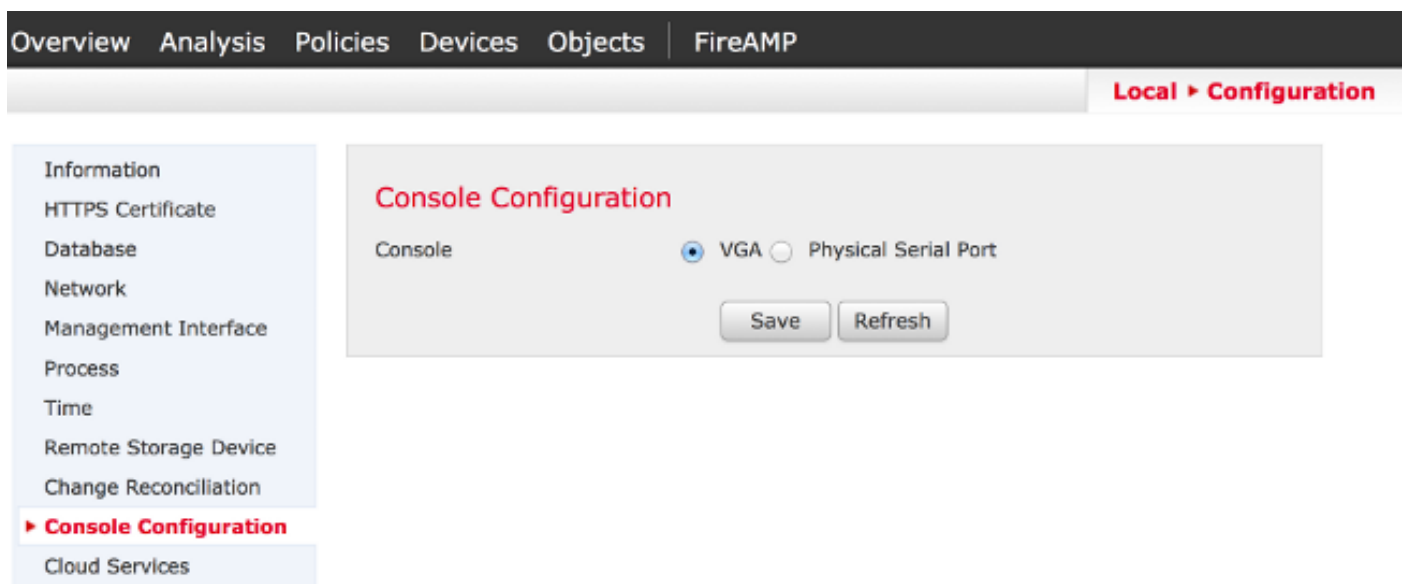 Overview Analysis Policies Devices Objects FireAMP
Local ▸ Configuration
Information
HTTPS Certificate
Database
Network
Management Interface
Process
Time
Remote Storage Device
Change Reconciliation
Console Configuration
Cloud Services
Console Configuration
Console VGA Physical Serial Port
Save Refresh